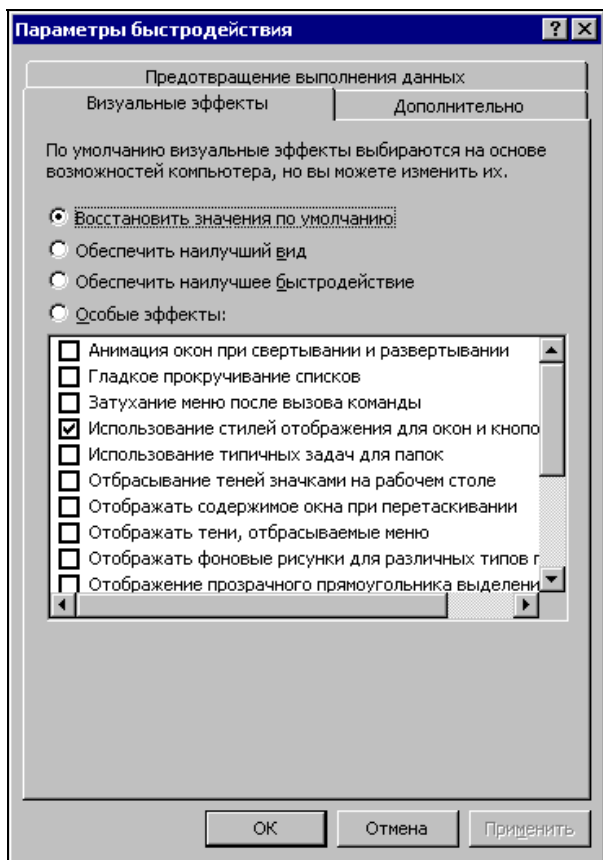 Параметры быстродействия
Предотвращение выполнения данных
Визуальные эффекты
Дополнительно
По умолчанию визуальные эффекты выбираются на основе
возможностей компьютера, но вы можете изменить их.
Восстановить значения по умолчанию
Обеспечить наилучший вид
Обеспечить наилучшее быстродействие
Особые эффекты:
Анимация окон при свертывании и развертывании
Гладкое прокручивание списков
Затухание меню после вызова команды
Использование стилей отображения для окон и кнопо
Использование типичных задач для папок
Отбрасывание теней значками на рабочем столе
Отображать содержимое окна при перетаскивании
Отображать тени, отбрасываемые меню
Отображать фоновые рисунки для различных типов п
Отображение прозрачного прямоугольника выделени
ОК
Отмена
Применить